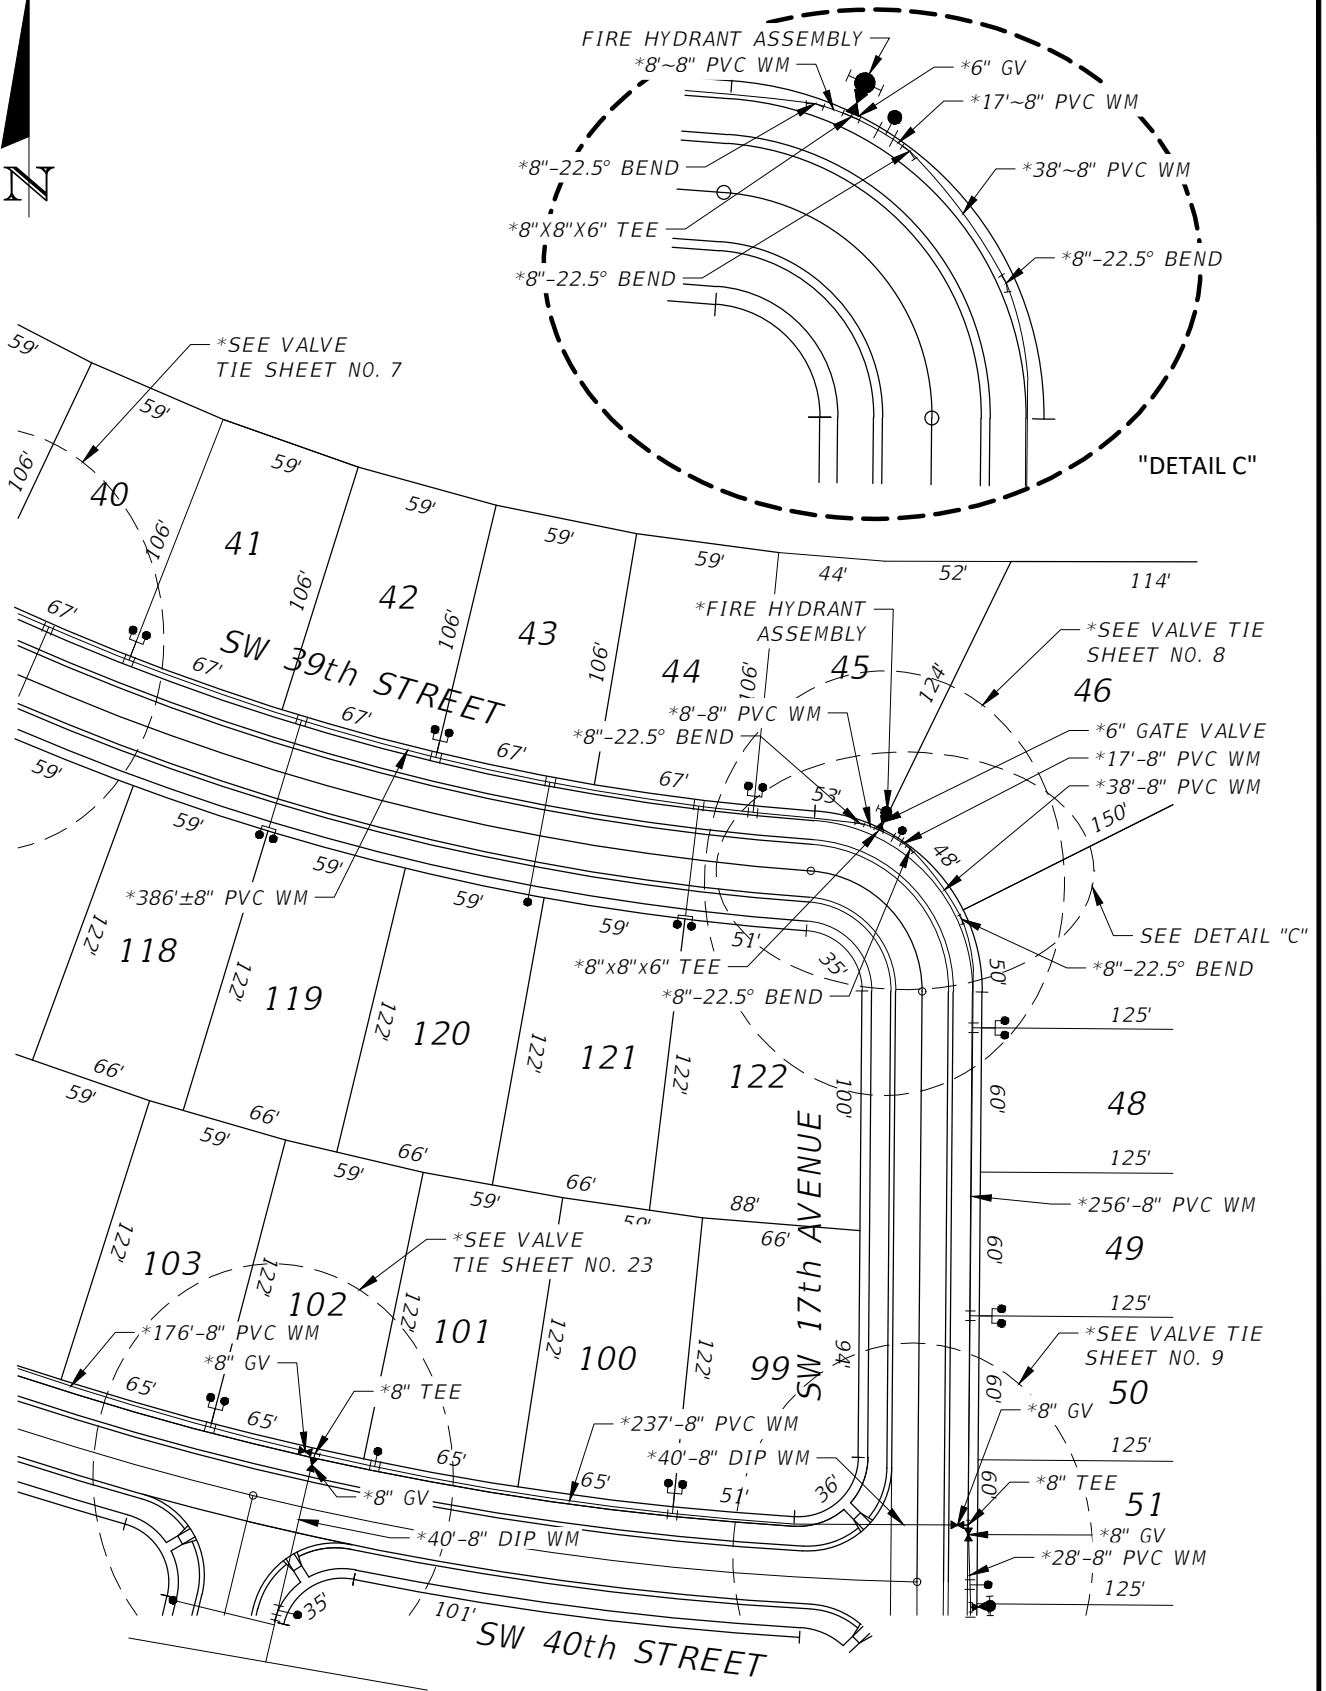 FIRE HYDRANT ASSEMBLY
*8'~8" PVC WM
*6" GV
*17'~8" PVC WM
*8"-22.5° BEND
*38'~8" PVC WM
*8"X8"X6" TEE
*8"-22.5° BEND
*8"-22.5° BEND
"DETAIL C"
N
59'
*SEE VALVE
TIE SHEET NO. 7
59'
59'
59'
59'
59'
44'
52'
114'
106'
40
106'
41
106'
42
106'
43
106'
44
106'
45
124'
46
*FIRE HYDRANT
ASSEMBLY
*SEE VALVE TIE
SHEET NO. 8
67'
67'
SW 39th STREET
67'
67'
67'
53'
48'
150'
*8'-8" PVC WM
*8"-22.5° BEND
*6" GATE VALVE
*17'-8" PVC WM
*38'-8" PVC WM
59'
59'
59'
59'
59'
51'
35'
*386'±8" PVC WM
SEE DETAIL "C"
*8"x8"x6" TEE
*8"-22.5° BEND
*8"-22.5° BEND
50'
125'
122'
118
122'
119
122'
120
122'
121
122'
122
100'
60'
48
125'
66'
66'
66'
66'
88'
59'
59'
59'
59'
59'
66'
SW 17th AVENUE
*256'-8" PVC WM
60'
49
125'
*SEE VALVE
TIE SHEET NO. 23
122'
103
122'
102
122'
101
122'
100
122'
99
94'
*SEE VALVE TIE
SHEET NO. 9
60'
50
*176'-8" PVC WM
*8" GV
*8" TEE
*8" GV
125'
65'
65'
65'
65'
51'
36'
*237'-8" PVC WM
*40'-8" DIP WM
60'
*8" TEE
51
*8" GV
*8" GV
*28'-8" PVC WM
125'
*40'-8" DIP WM
35'
101'
SW 40th STREET